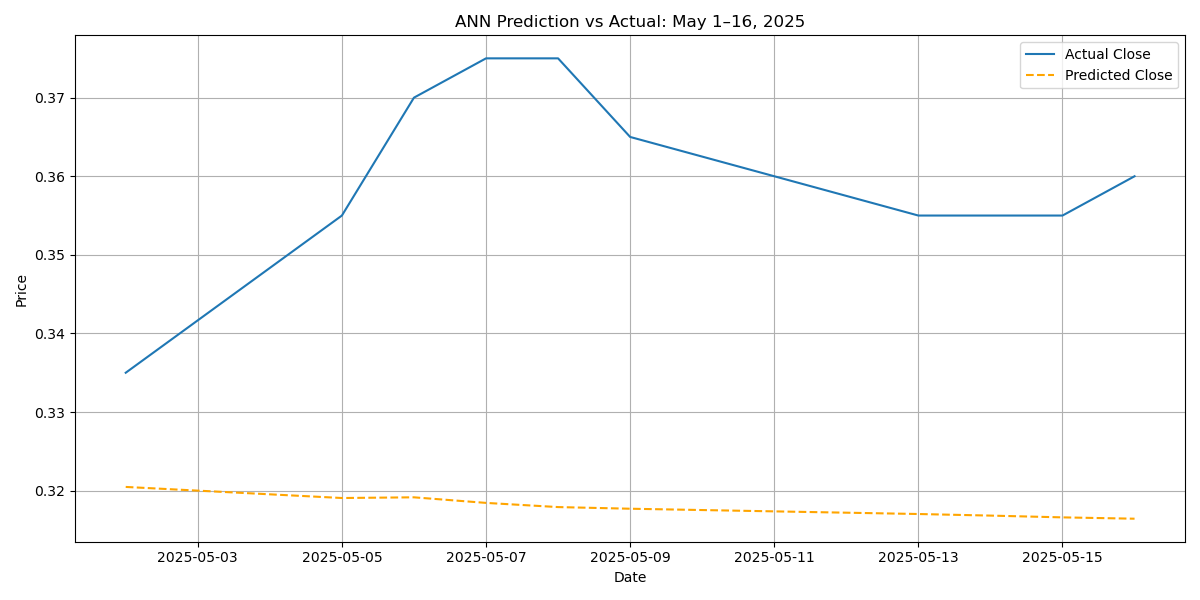 ANN Prediction vs Actual: May 1–16, 2025
Actual Close
Predicted Close
Price
0.37
0.36
0.35
0.34
0.33
0.32
2025-05-03
2025-05-05
2025-05-07
2025-05-09
2025-05-11
2025-05-13
2025-05-15
Date